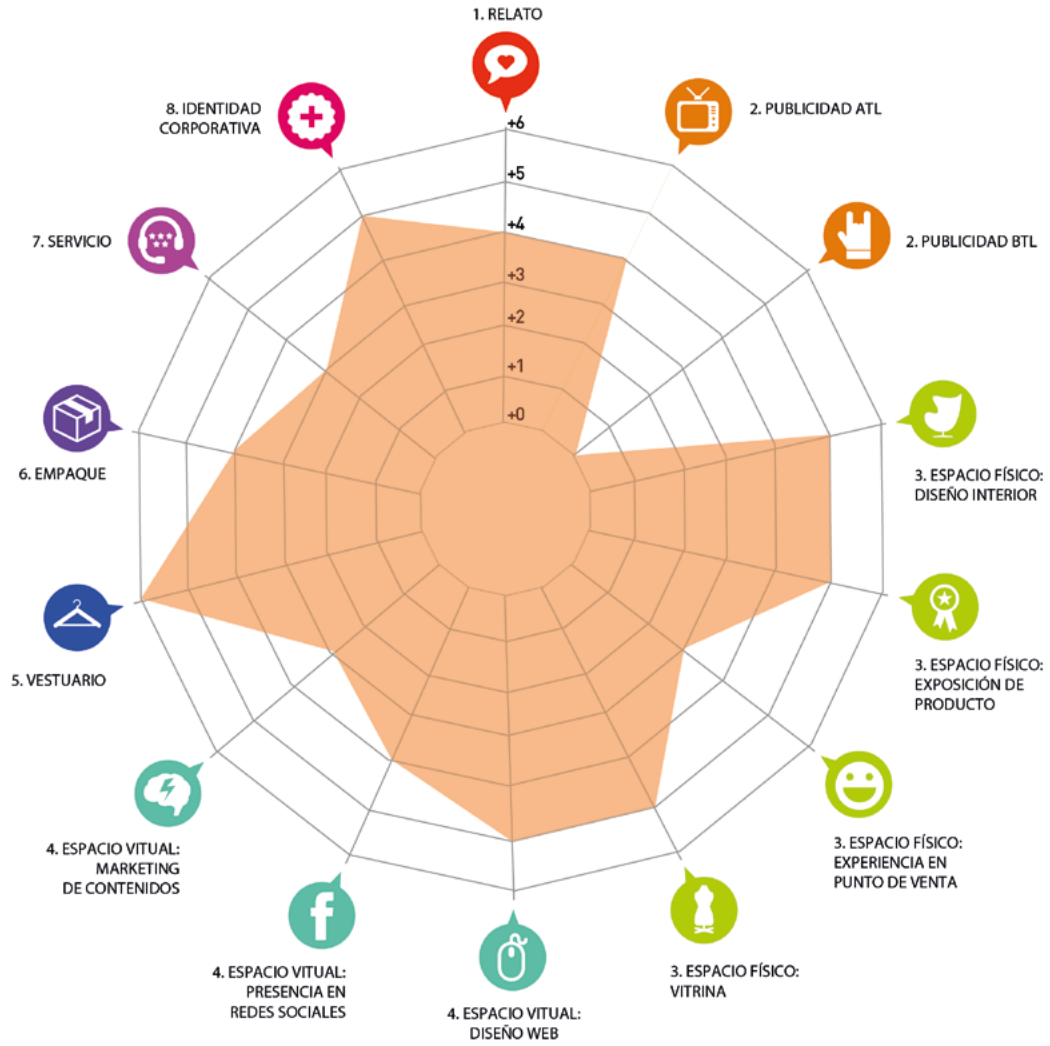 1. RELATO
2. PUBLICIDAD ATL
2. PUBLICIDAD BTL
3. ESPACIO FÍSICO:
DISEÑO INTERIOR
3. ESPACIO FÍSICO:
EXPOSICIÓN DE
PRODUCTO
3. ESPACIO FÍSICO:
EXPERIENCIA EN
PUNTO DE VENTA
3. ESPACIO FÍSICO:
VITRINA
4. ESPACIO VITUAL:
DISEÑO WEB
4. ESPACIO VITUAL:
PRESENCIA EN
REDES SOCIALES
4. ESPACIO VITUAL:
MARKETING
DE CONTENIDOS
5. VESTUARIO
6. EMPAQUE
7. SERVICIO
8. IDENTIDAD
CORPORATIVA
+6
+5
+4
+3
+2
+1
+0